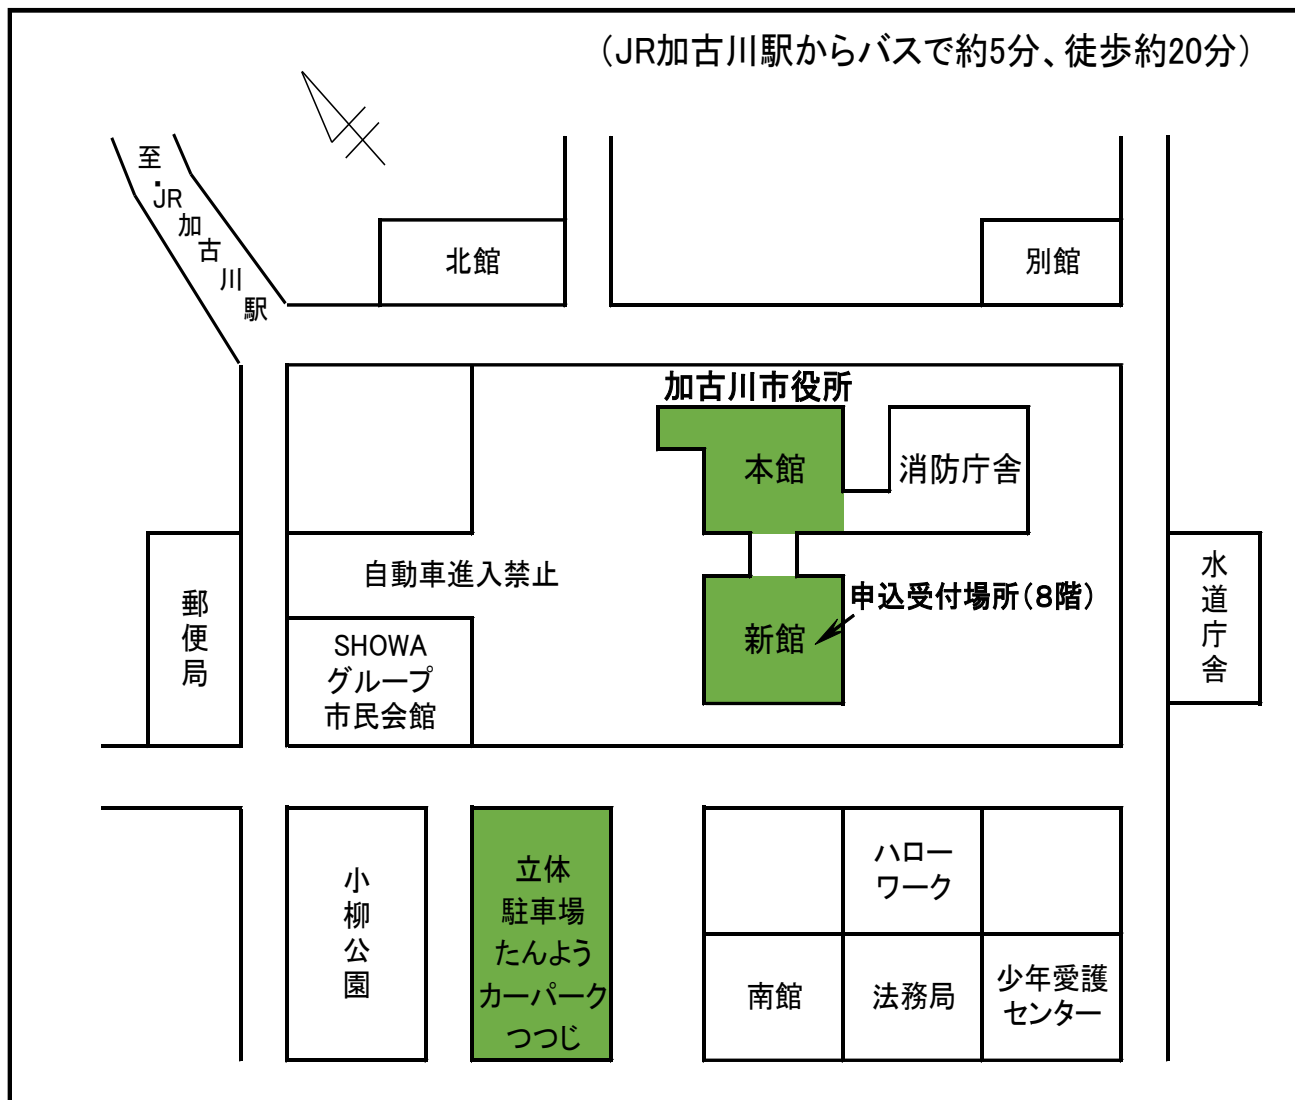 （JR加古川駅からバスで約5分、徒歩約20分）
至・JR加古川駅
北館
別館
加古川市役所
本館
消防庁舎
自動車進入禁止
申込受付場所（８階）
新館
郵便局
SHOWA
グループ
市民会館
水道庁舎
小柳公園
立体
駐車場
たんよう
カーパーク
つつじ
ハロー
ワーク
南館
法務局
少年愛護
センター